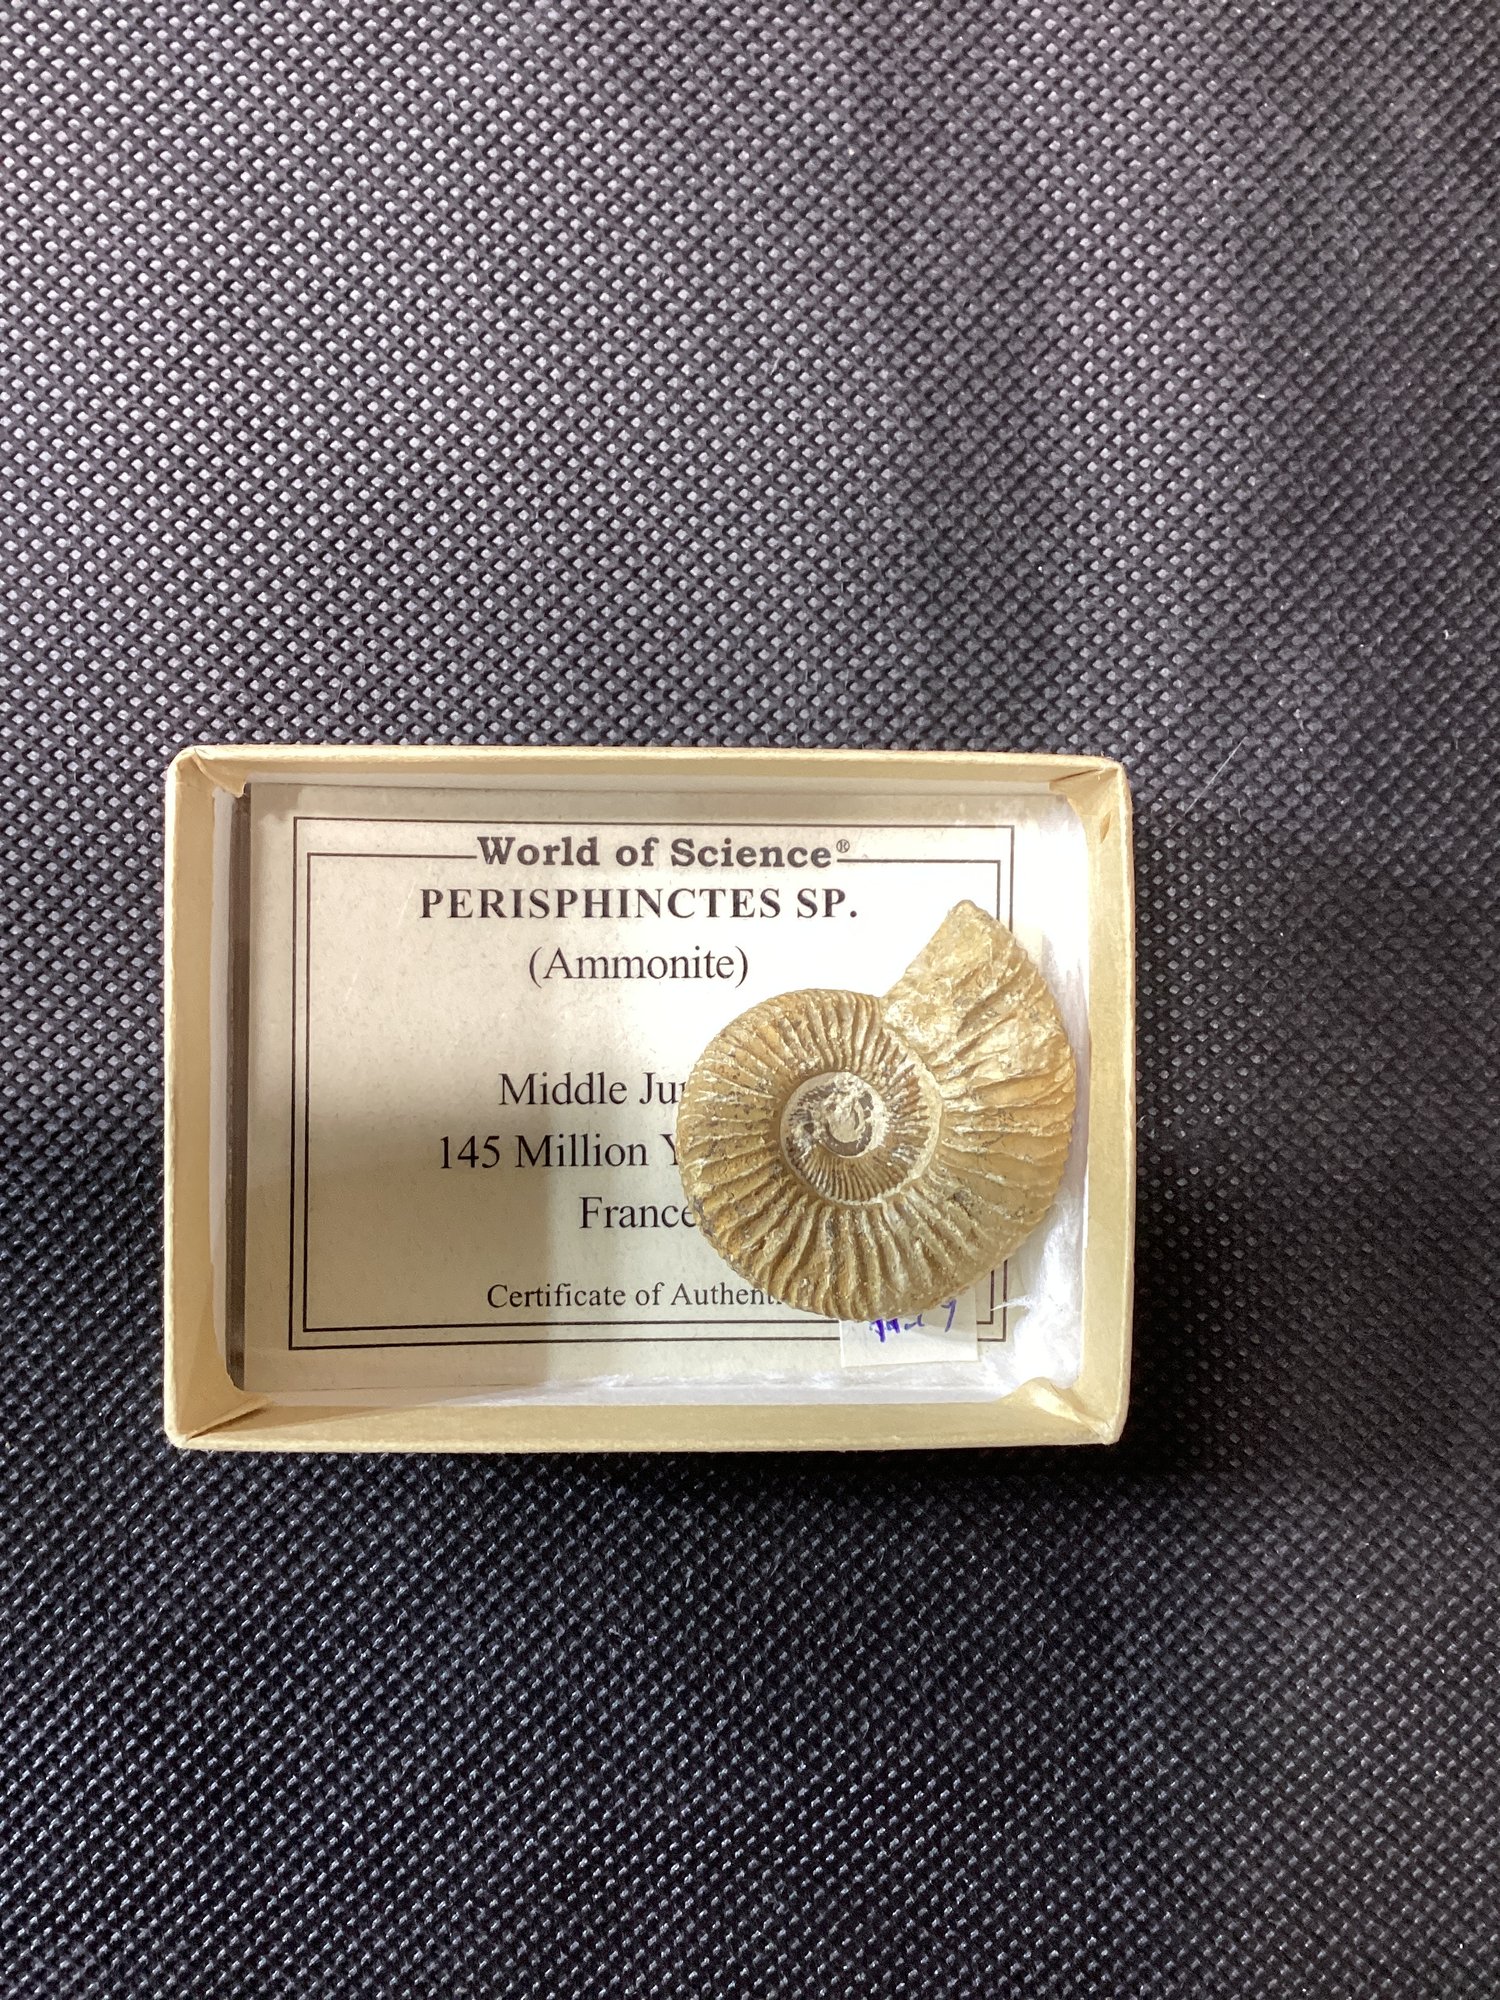 World of Science®
PERISPHINCTES SP.
(Ammonite)
Middle Ju
145 Million Y
France
Certificate of Authent